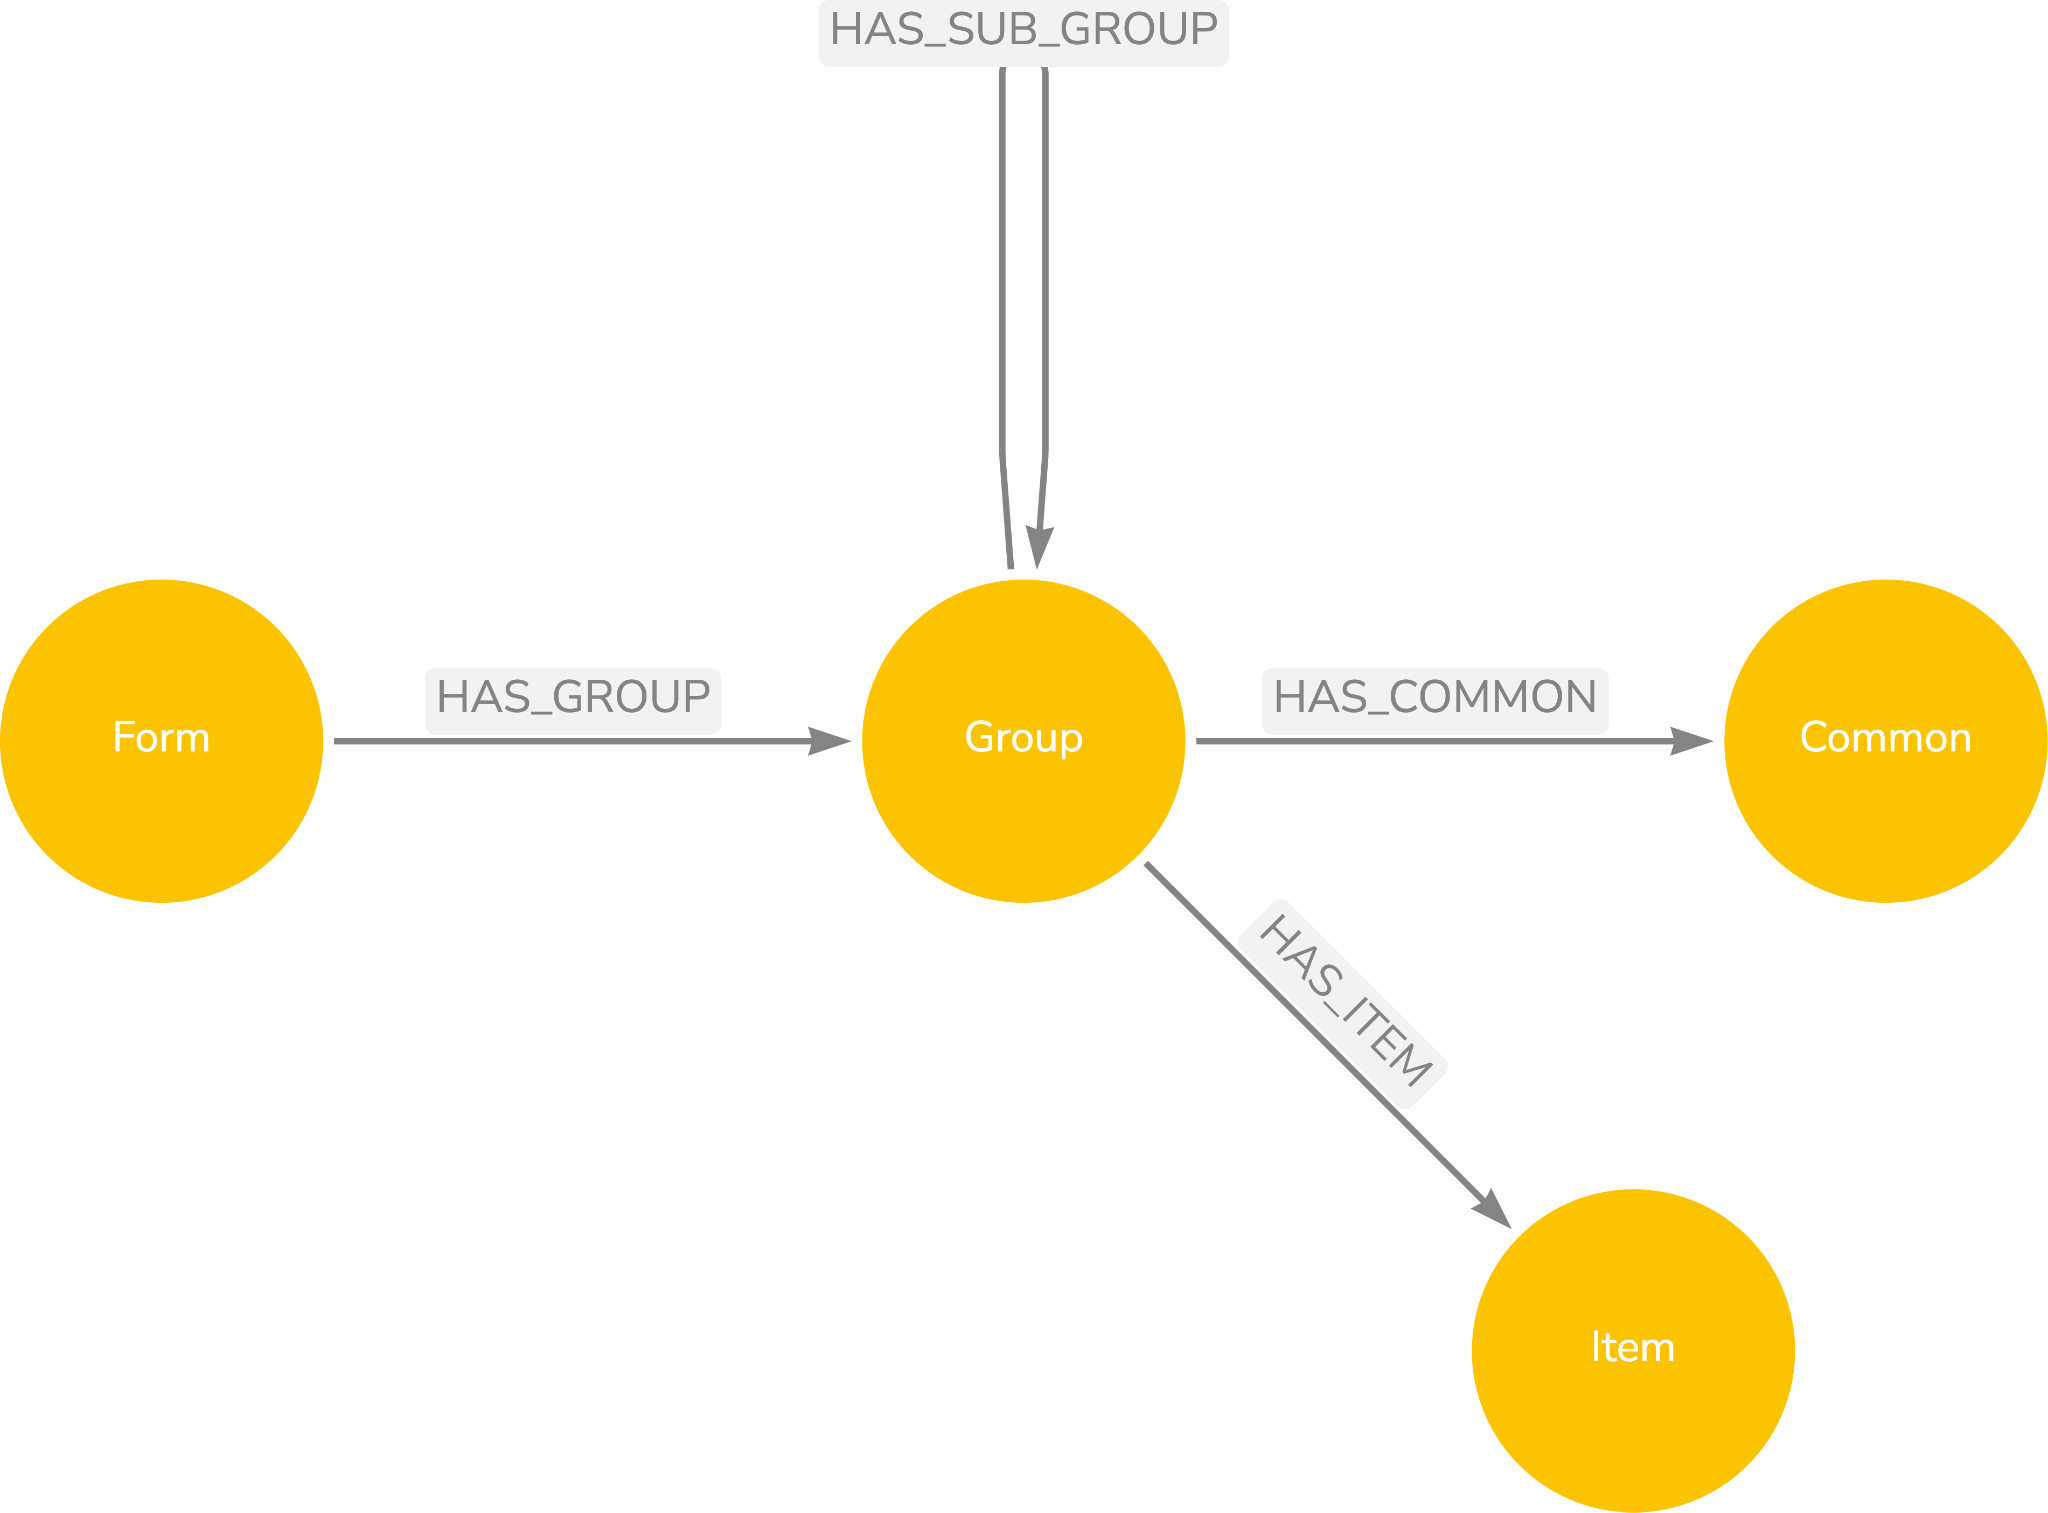 HAS_SUB_GROUP
HAS_GROUP
HAS_COMMON
Form
Group
Common
HAS_ITEM
Item